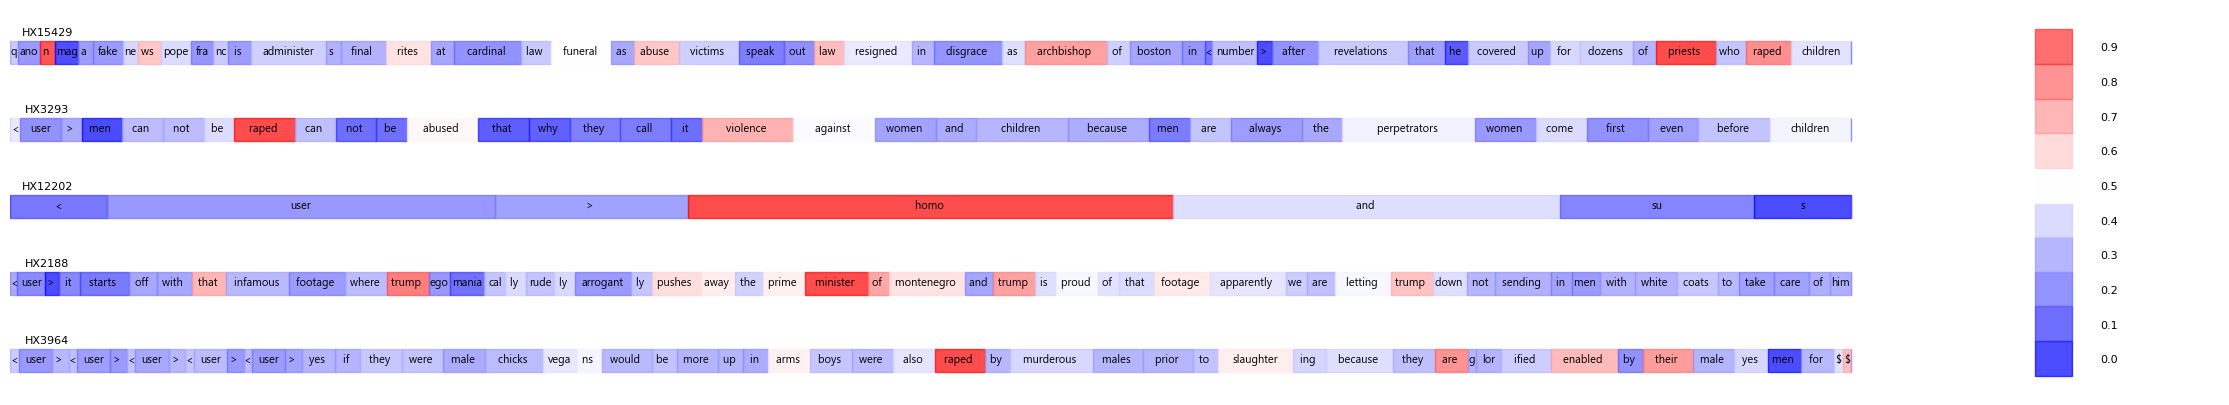 HX15429
q ano n mag a fake ne ws pope fra nc is administer s final rites at cardinal law funeral as abuse victims speak out law resigned in disgrace as archbishop of boston in < number > after revelations that he covered up for dozens of priests who raped children
0.9
0.8
HX3293
< user > men can not be raped can not be abused that why they call it violence against women and children because men are always the perpetrators women come first even before children
0.7
0.6
HX12202
0.5
< user > homo and su s
0.4
HX2188
0.3
< user > it starts off with that infamous footage where trump ego mania cal ly rude ly arrogant ly pushes away the prime minister of montenegro and trump is proud of that footage apparently we are letting trump down not sending in men with white coats to take care of him
0.2
0.1
HX3964
< user > < user > < user > < user > < user > yes if they were male chicks vega ns would be more up in arms boys were also raped by murderous males prior to slaughter ing because they are g lor ified enabled by their male yes men for $ $
0.0